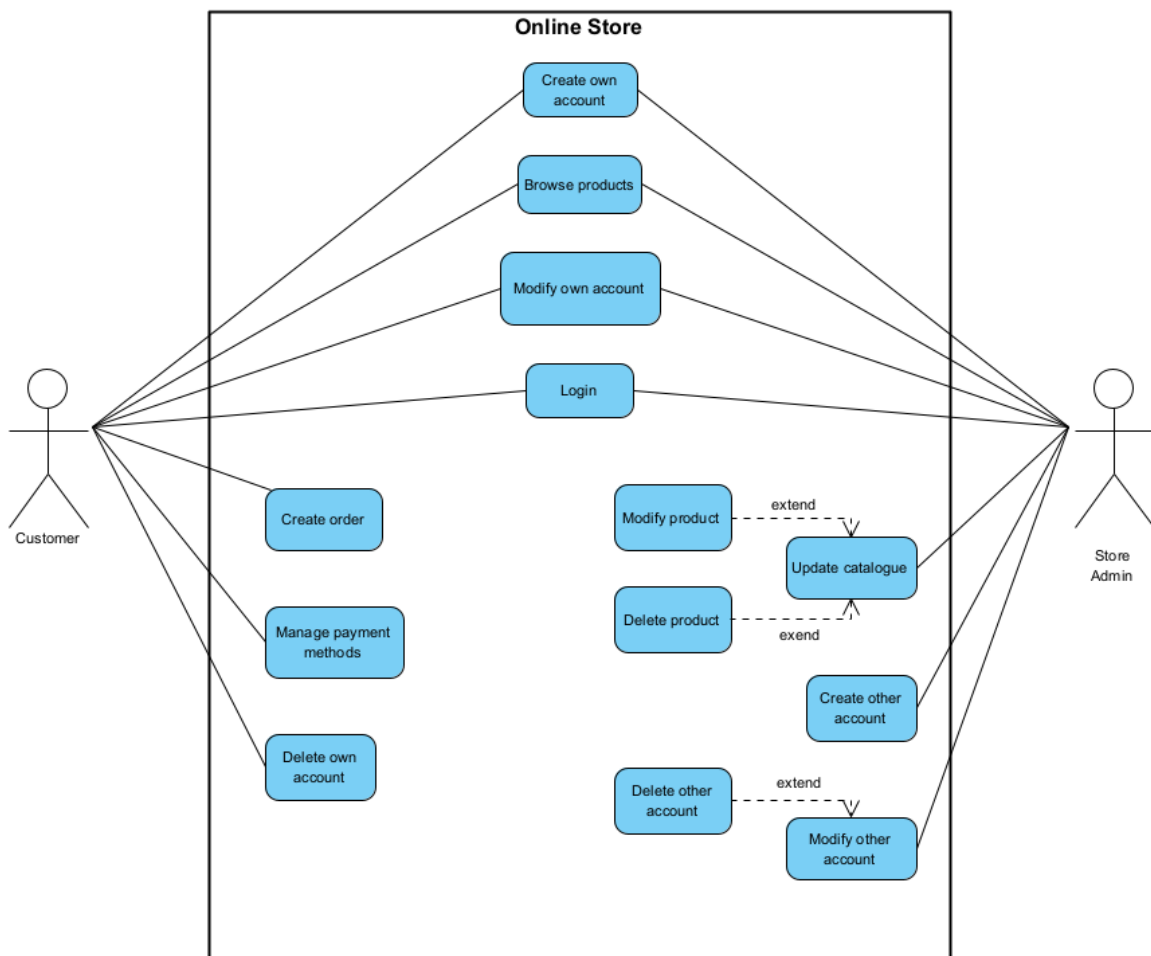 Online Store
Create own
account
Browse products
Modify own account
Login
Customer
Create order
Manage payment
methods
Delete own
account
Modify product
extend
Update catalogue
Delete product
exend
Store
Admin
Create other
account
Delete other
account
extend
Modify other
account